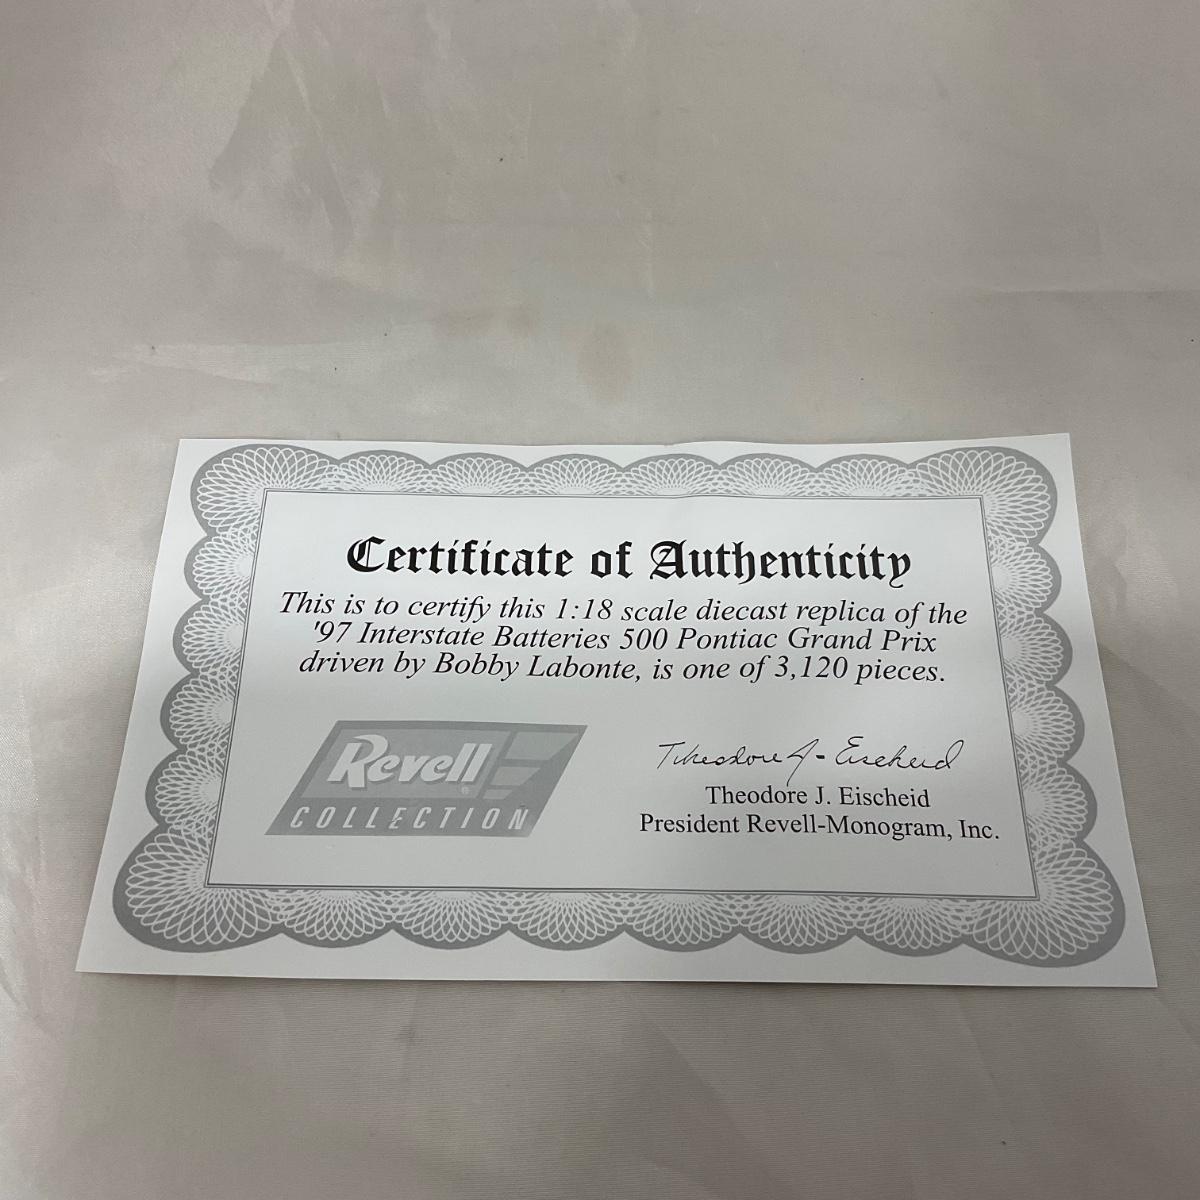 Certificate of Authenticity
This is to certify this 1:18 scale diecast replica of the
'97 Interstate Batteries 500 Pontiac Grand Prix
driven by Bobby Labonte, is one of 3,120 pieces.
Revell®
COLLECTION
Theodore J. Eischeid
Theodore J. Eischeid
President Revell-Monogram, Inc.